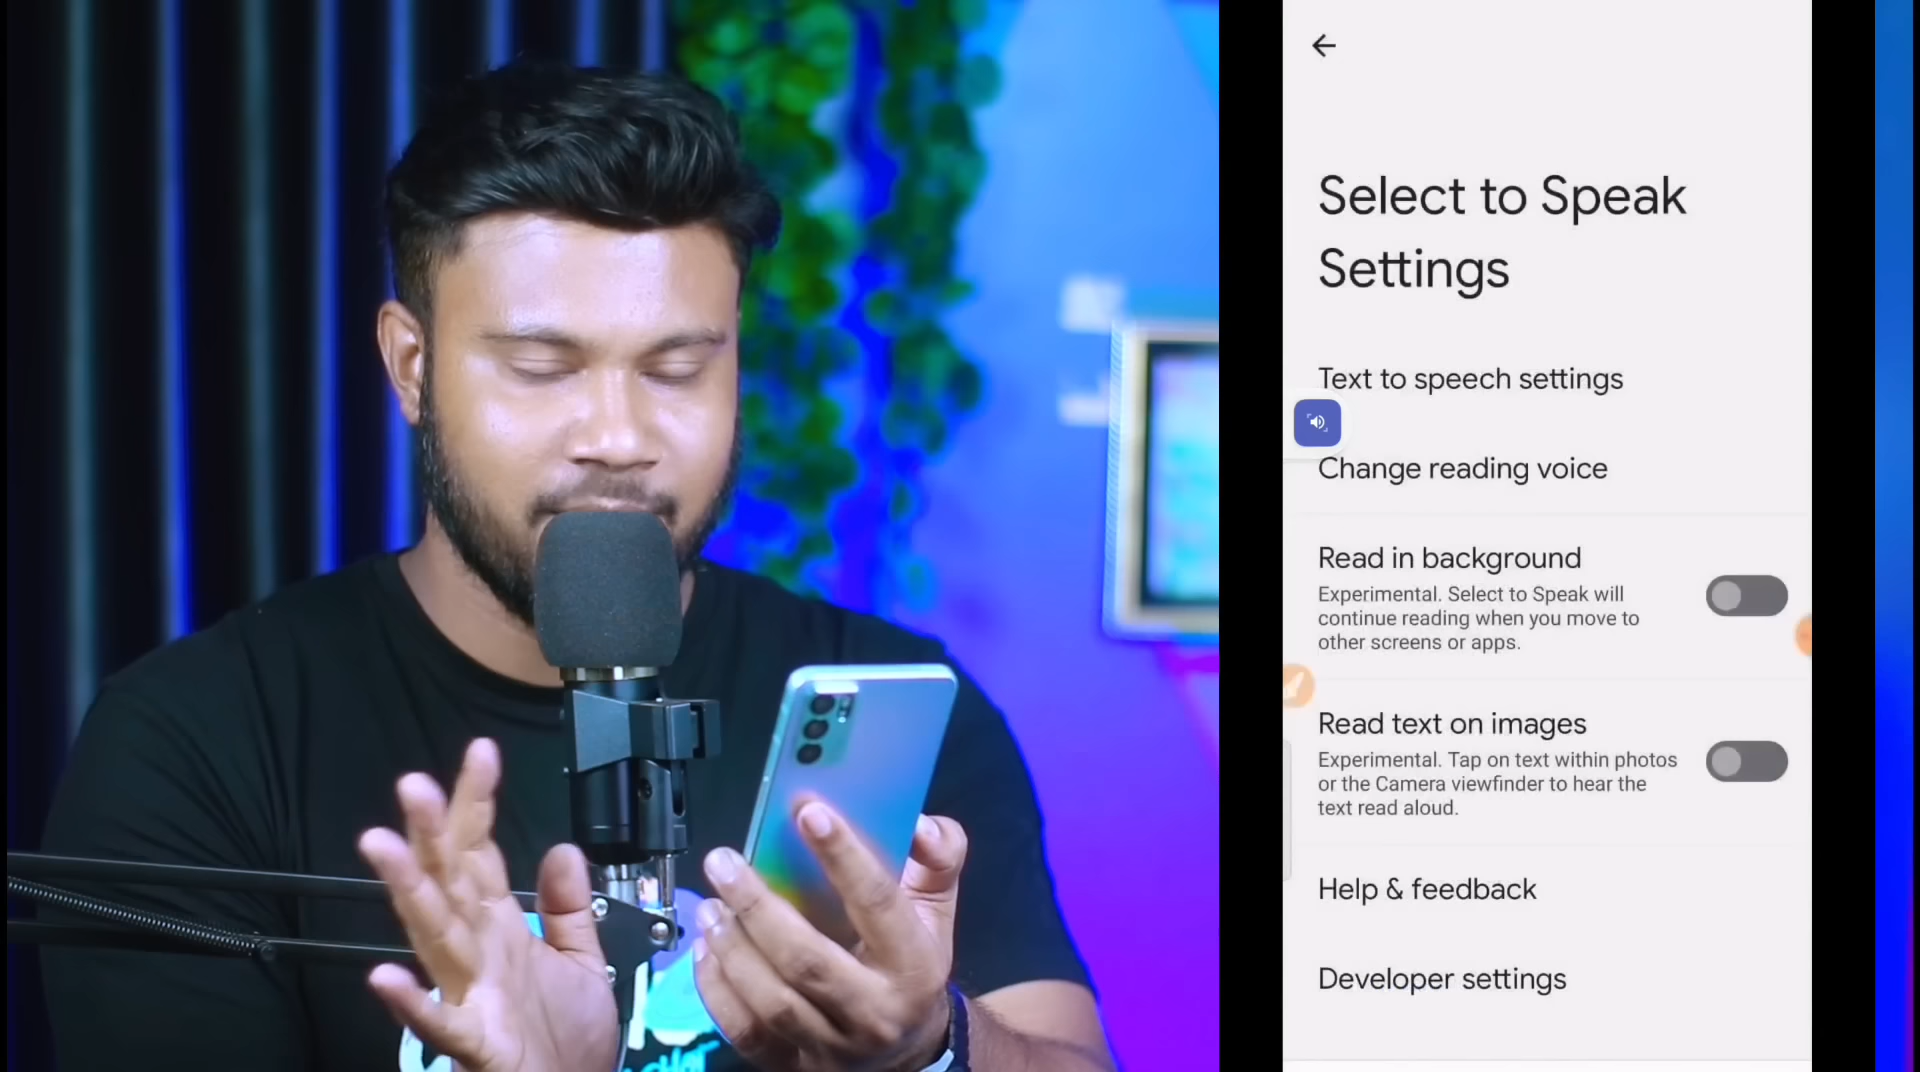 Select to Speak
Settings
Text to speech settings
Change reading voice
Read in background
Experimental. Select to Speak will
continue reading when you move to
other screens or apps.
Read text on images
Experimental. Tap on text within photos
or the Camera viewfinder to hear the
text read aloud.
Help & feedback
Developer settings